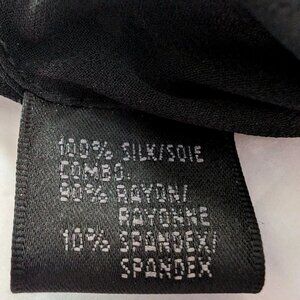 100% SILK/SOIE
COMBO:
90% RAYON/
RAYONNE
10% SPANDEX/
SPANDEX